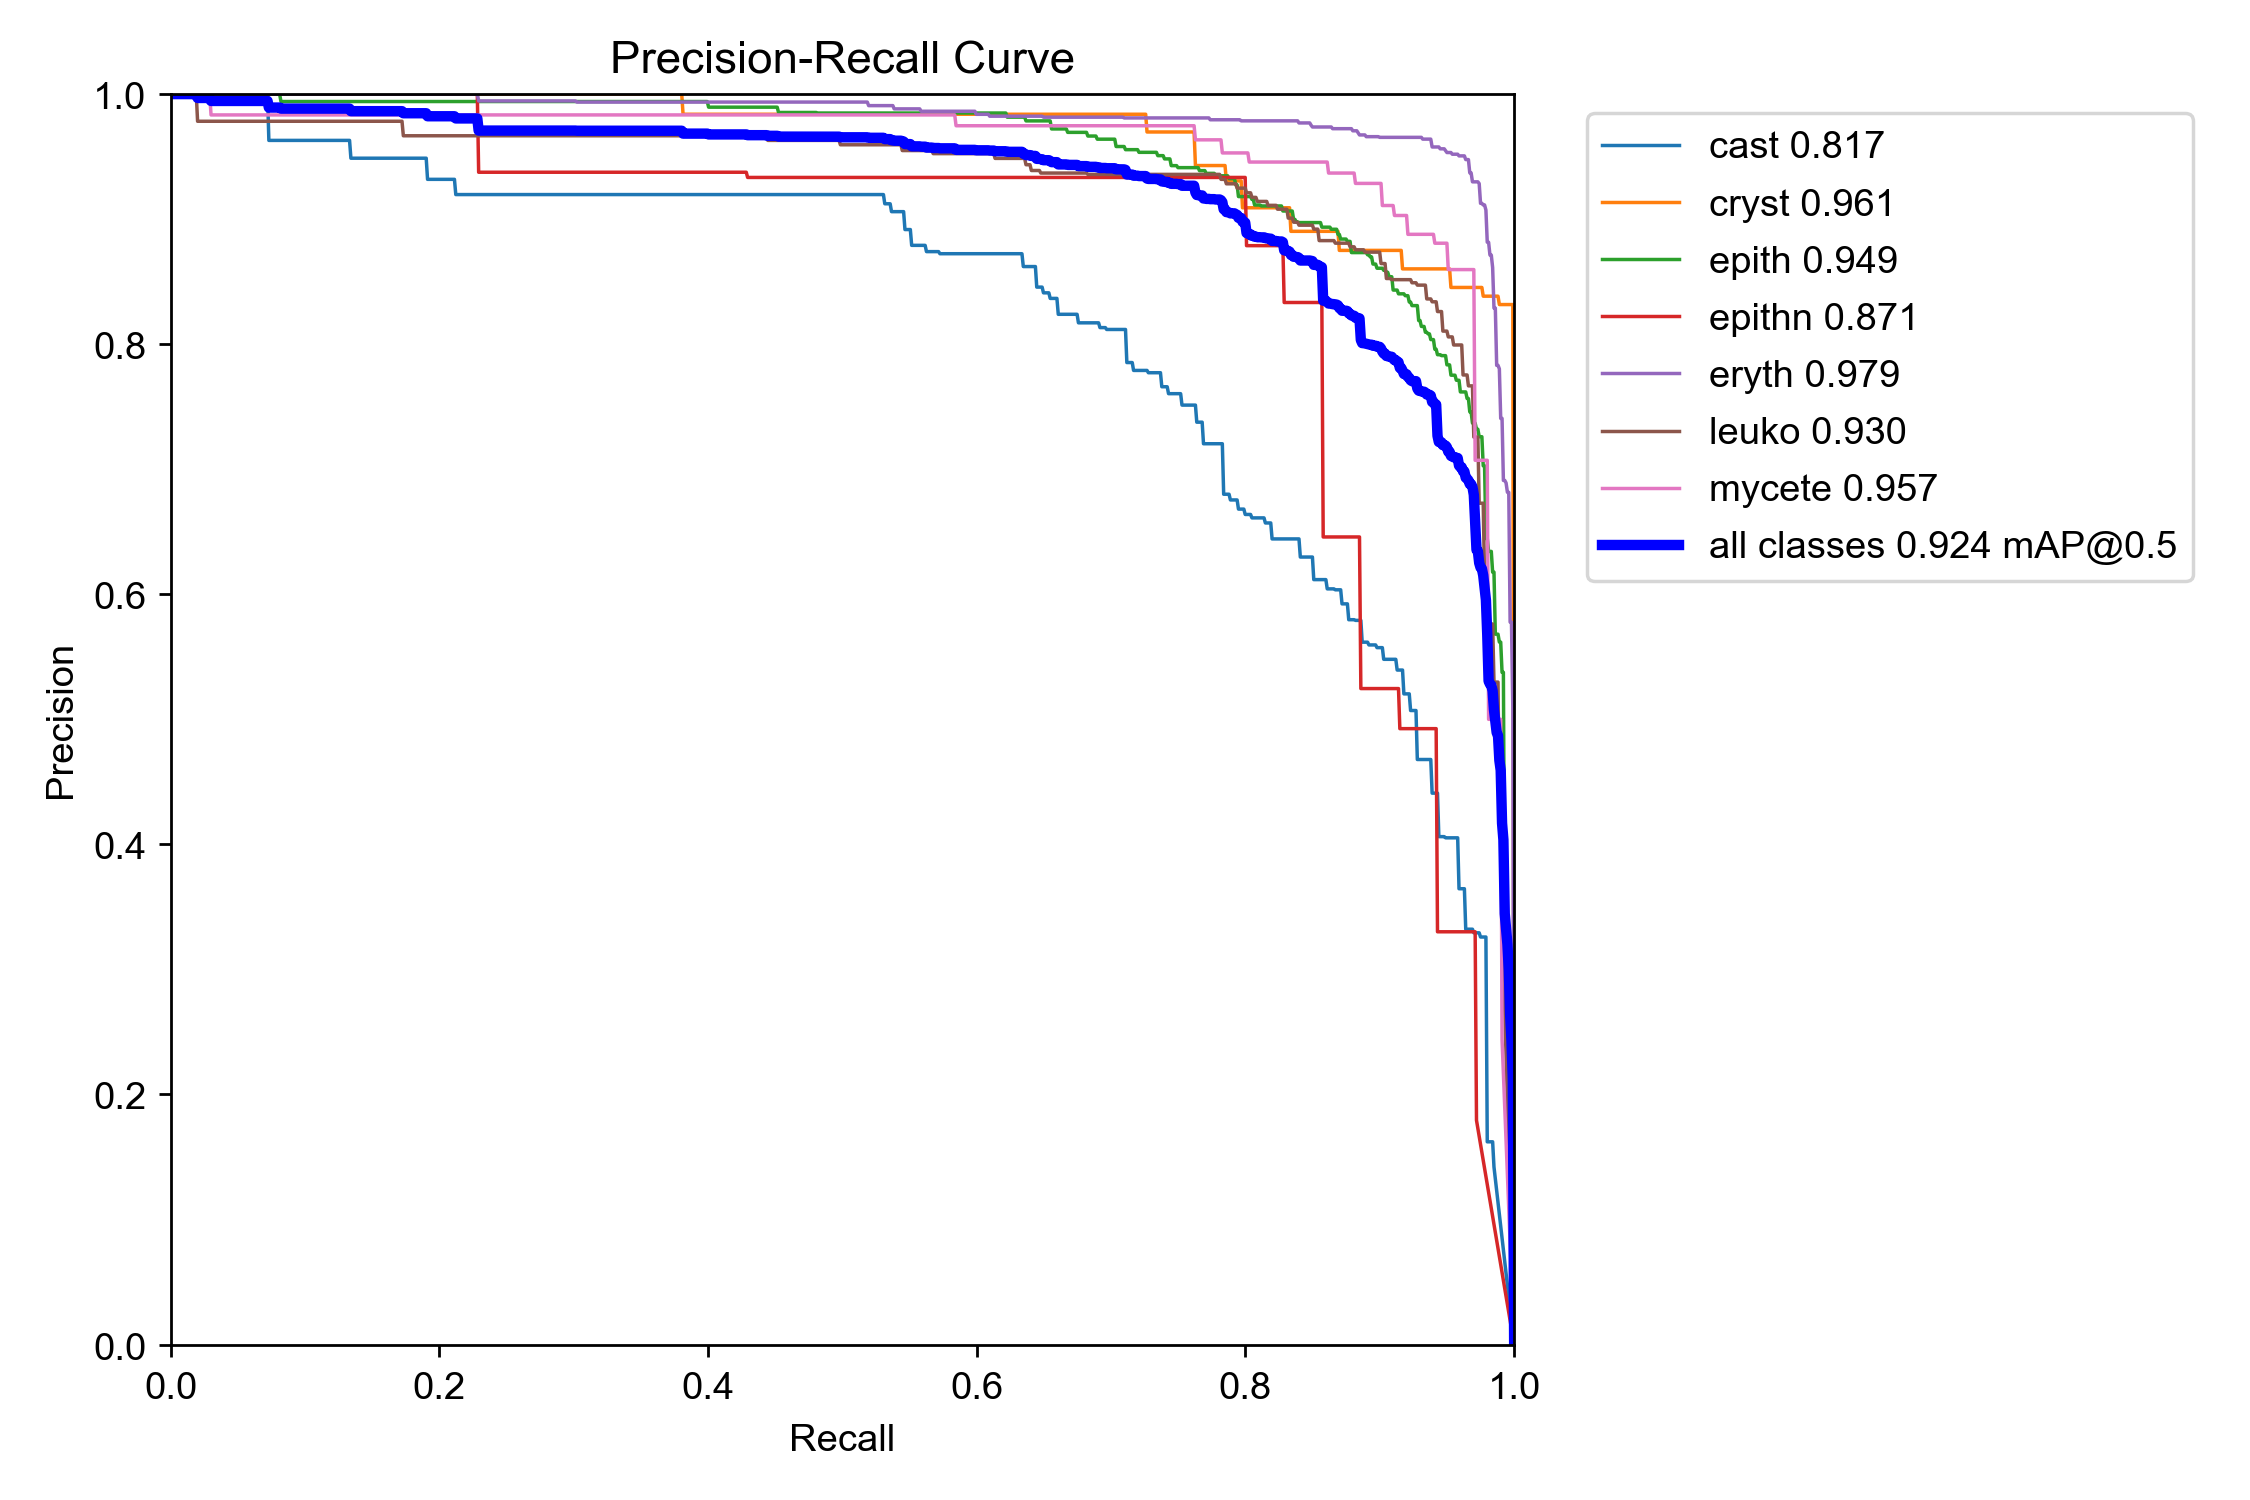 Precision-Recall Curve
1.0
0.8
0.6
0.4
0.2
0.0
Precision
0.0 0.2 0.4 0.6 0.8 1.0
Recall
cast 0.817
cryst 0.961
epith 0.949
epithn 0.871
eryth 0.979
leuko 0.930
mycete 0.957
all classes 0.924 mAP@0.5